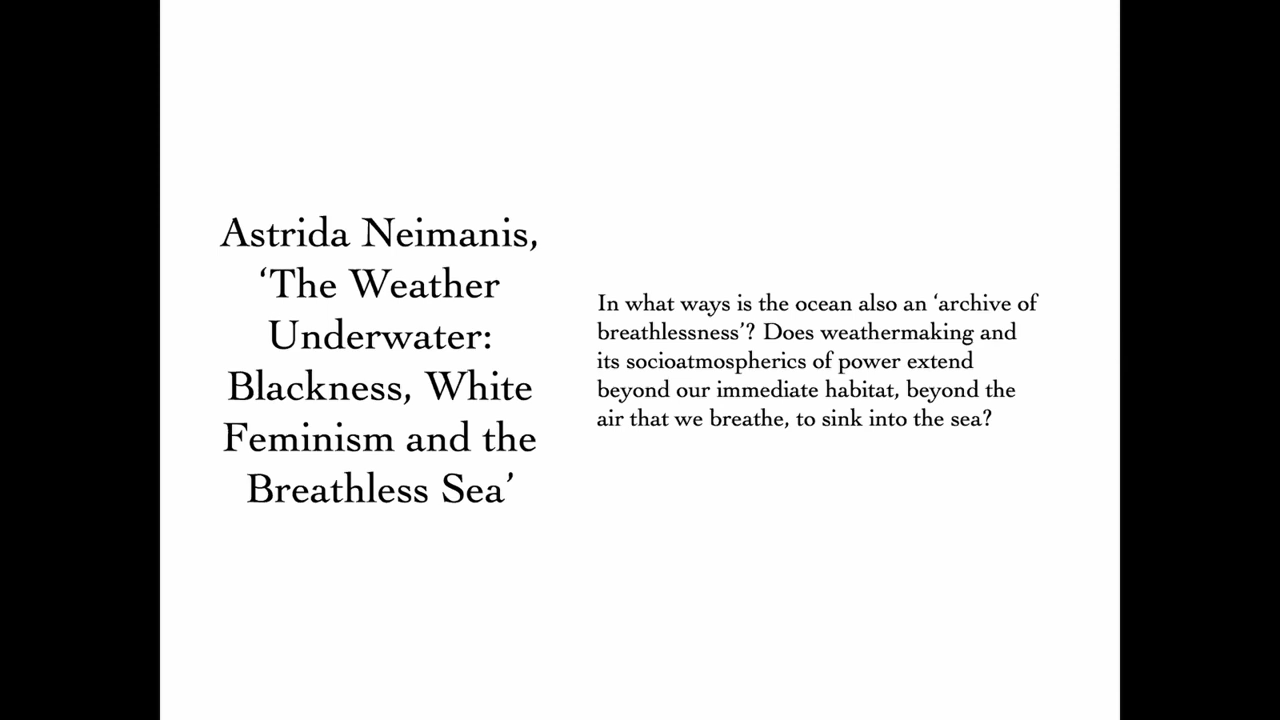 Astrida Neimanis,
‘The Weather
Underwater:
Blackness, White
Feminism and the
Breathless Sea’
In what ways is the ocean also an ‘archive of
breathlessness’? Does weathermaking and
its socioatmospherics of power extend
beyond our immediate habitat, beyond the
air that we breathe, to sink into the sea?